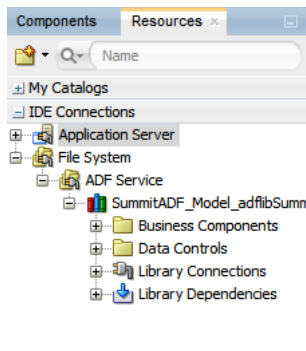 Components Resources
Name
My Catalogs
IDE Connections
Application Server
File System
ADF Service
SummitADF_Model_adflibSumm
Business Components
Data Controls
Library Connections
Library Dependencies